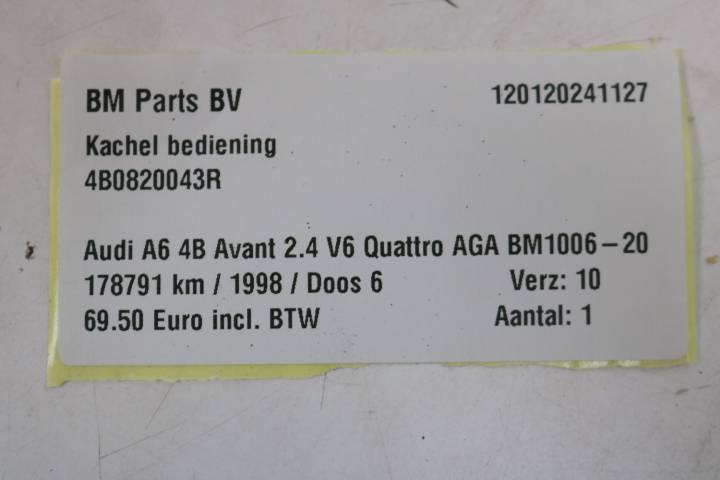 BM Parts BV 120120241127
Kachel bediening
4B0820043R
Audi A6 4B Avant 2.4 V6 Quattro AGA BM1006-20
178791 km / 1998 / Doos 6 Verz: 10
69.50 Euro incl. BTW Aantal: 1